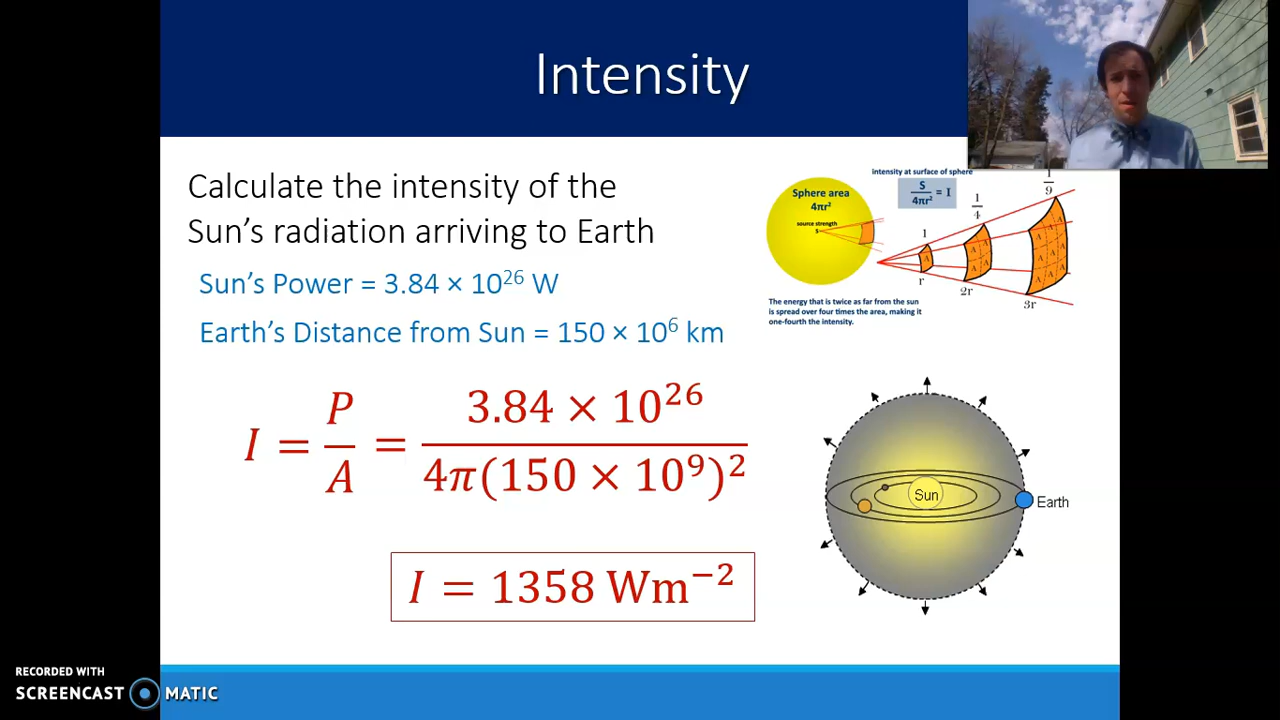 Intensity
Calculate the intensity of the
Sun's radiation arriving to Earth
Sun's Power = 3.84 × 10²⁶ W
Earth's Distance from Sun = 150 × 10⁶ km
I = P/A = 3.84 × 10²⁶ / 4π(150 × 10⁹)²
I = 1358 Wm⁻²
intensity at surface of sphere
S/4πr² = I
Sphere area
4πr²
source strength
S
1
1/4
1/9
A
A A
A A
A A A
A A A
A A A
r
2r
3r
The energy that is twice as far from the sun
is spread over four times the area, making it
one-fourth the intensity.
Sun
Earth
RECORDED WITH
SCREENCAST MATIC